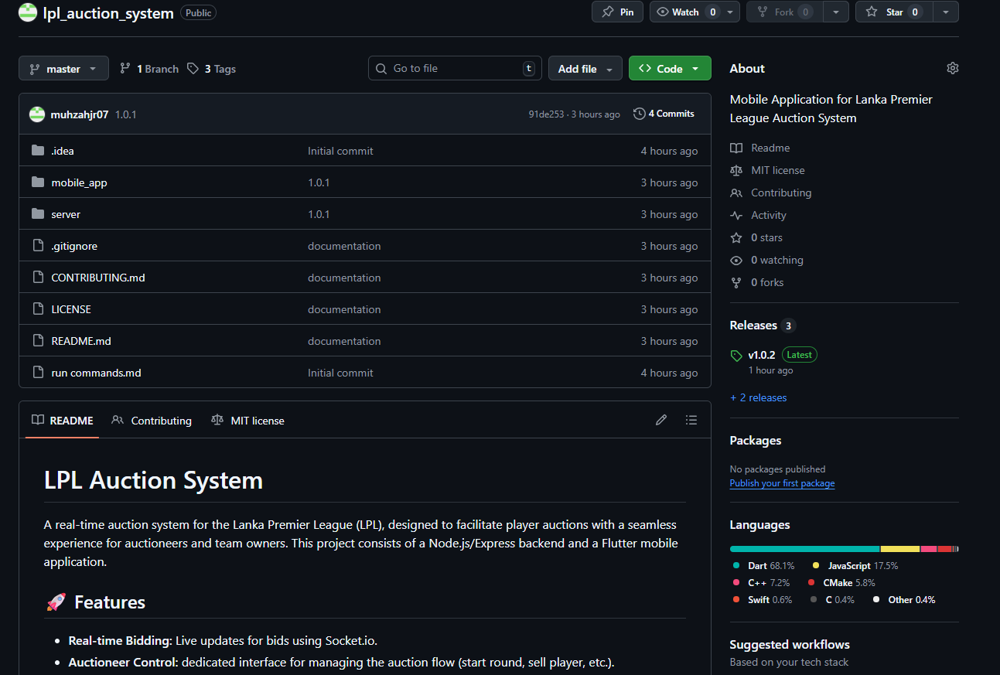 lpl_auction_system Public Pin Watch 0 Fork 0 Star 0
master 1 Branch 3 Tags Go to file t Add file Code
muhzahjr07 1.0.1 91de253 · 3 hours ago 4 Commits
.idea Initial commit 4 hours ago
mobile_app 1.0.1 3 hours ago
server 1.0.1 3 hours ago
.gitignore documentation 3 hours ago
CONTRIBUTING.md documentation 3 hours ago
LICENSE documentation 3 hours ago
README.md documentation 3 hours ago
run commands.md Initial commit 4 hours ago
README Contributing MIT license
LPL Auction System
A real-time auction system for the Lanka Premier League (LPL), designed to facilitate player auctions with a seamless
experience for auctioneers and team owners. This project consists of a Node.js/Express backend and a Flutter mobile
application.
🚀 Features
• Real-time Bidding: Live updates for bids using Socket.io.
• Auctioneer Control: dedicated interface for managing the auction flow (start round, sell player, etc.).
About
Mobile Application for Lanka Premier
League Auction System
Readme
MIT license
Contributing
Activity
0 stars
0 watching
0 forks
Releases 3
v1.0.2 Latest
1 hour ago
+ 2 releases
Packages
No packages published
Publish your first package
Languages
Dart 68.1% JavaScript 17.5%
C++ 7.2% CMake 5.8%
Swift 0.6% C 0.4% Other 0.4%
Suggested workflows
Based on your tech stack